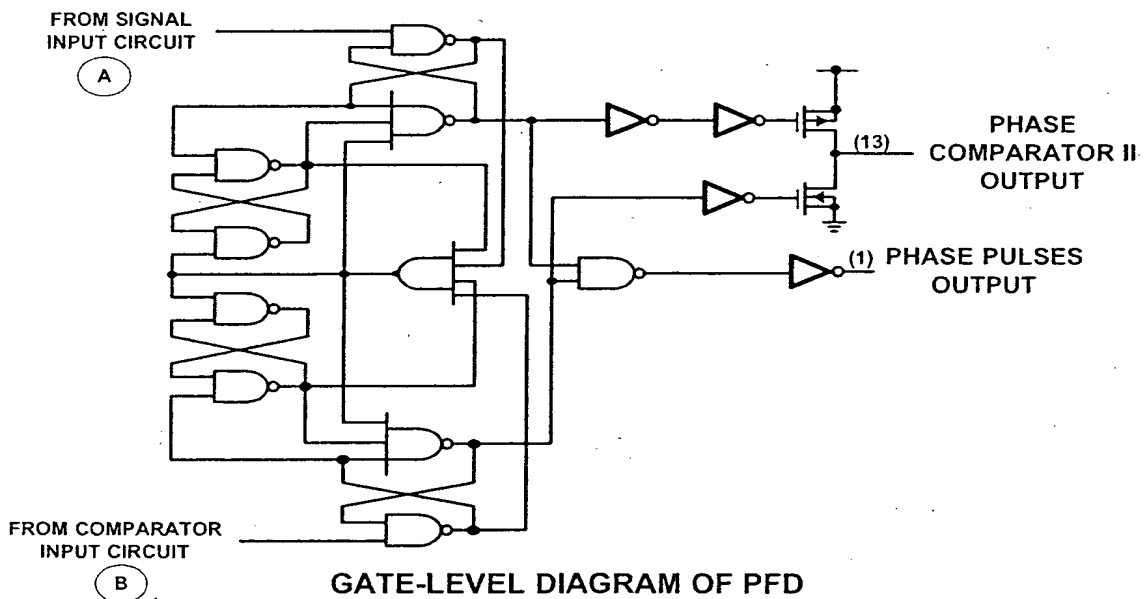 FROM SIGNAL
INPUT CIRCUIT
A
(13)
PHASE
COMPARATOR II
OUTPUT
(1)
PHASE PULSES
OUTPUT
FROM COMPARATOR
INPUT CIRCUIT
B
GATE-LEVEL DIAGRAM OF PFD